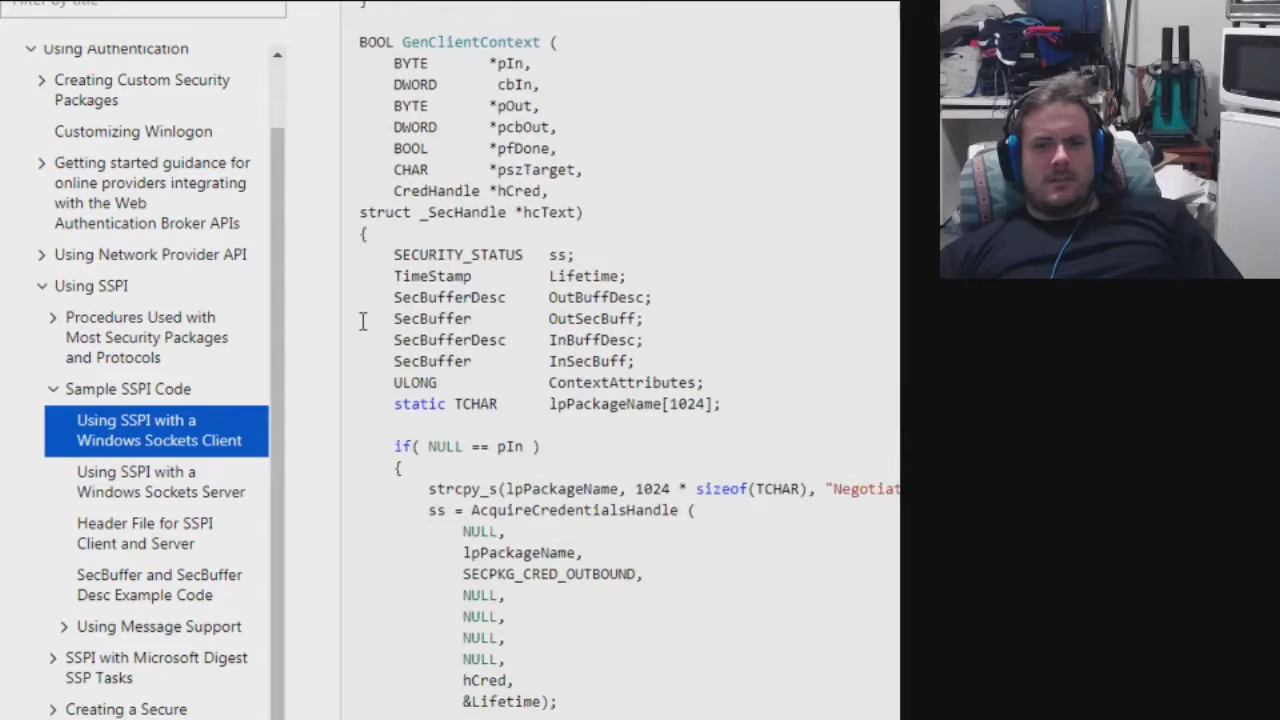 Using Authentication
Creating Custom Security
Packages
Customizing Winlogon
Getting started guidance for
online providers integrating
with the Web
Authentication Broker APIs
Using Network Provider API
Using SSPI
Procedures Used with
Most Security Packages
and Protocols
Sample SSPI Code
Using SSPI with a
Windows Sockets Client
Using SSPI with a
Windows Sockets Server
Header File for SSPI
Client and Server
SecBuffer and SecBuffer
Desc Example Code
Using Message Support
SSPI with Microsoft Digest
SSP Tasks
Creating a Secure
}
BOOL GenClientContext (
BYTE *pIn,
DWORD cbIn,
BYTE *pOut,
DWORD *pcbOut,
BOOL *pfDone,
CHAR *pszTarget,
CredHandle *hCred,
struct _SecHandle *hcText)
{
SECURITY_STATUS ss;
TimeStamp Lifetime;
SecBufferDesc OutBuffDesc;
SecBuffer OutSecBuff;
SecBufferDesc InBuffDesc;
SecBuffer InSecBuff;
ULONG ContextAttributes;
static TCHAR lpPackageName[1024];
if( NULL == pIn )
{
strcpy_s(lpPackageName, 1024 * sizeof(TCHAR), "Negotiat
ss = AcquireCredentialsHandle (
NULL,
lpPackageName,
SECPKG_CRED_OUTBOUND,
NULL,
NULL,
NULL,
NULL,
hCred,
&Lifetime);